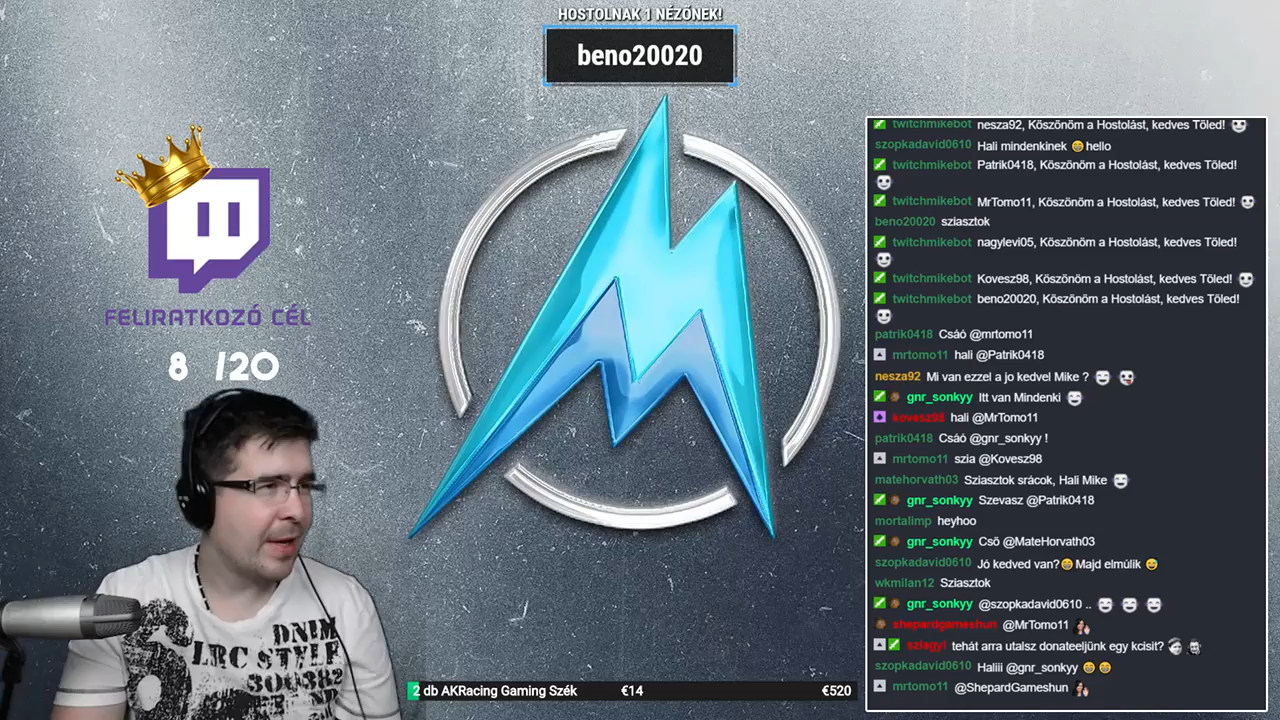 HOSTOLNAK 1 NÉZŐNEK!
beno20020
FELIRATKOZÓ CÉL
8 /20
DNIM
LRG STYLE
2 db AKRacing Gaming Szék €14 €520
twitchmikebot nesza92, Köszönöm a Hostolást, kedves Tőled!
szopkadavid0610 Hali mindenkinek hello
twitchmikebot Patrik0418, Köszönöm a Hostolást, kedves Tőled!
twitchmikebot MrTomo11, Köszönöm a Hostolást, kedves Tőled!
beno20020 sziasztok
twitchmikebot nagylevi05, Köszönöm a Hostolást, kedves Tőled!
twitchmikebot Kovesz98, Köszönöm a Hostolást, kedves Tőled!
twitchmikebot beno20020, Köszönöm a Hostolást, kedves Tőled!
patrik0418 Csáó @mrtomo11
mrtomo11 hali @Patrik0418
nesza92 Mi van ezzel a jo kedvel Mike ?
gnr_sonkyy Itt van Mindenki
kovesz98 hali @MrTomo11
patrik0418 Csáó @gnr_sonkyy !
mrtomo11 szia @Kovesz98
matehorvath03 Sziasztok srácok, Hali Mike
gnr_sonkyy Szevasz @Patrik0418
mortalimp heyhoo
gnr_sonkyy Cső @MateHorvath03
szopkadavid0610 Jó kedved van? Majd elmúlik
wkmilan12 Sziasztok
gnr_sonkyy @szopkadavid0610 ..
shepardgameshun @MrTomo11
szlagyi tehát arra utalsz donateeljünk egy kcisit?
szopkadavid0610 Haliii @gnr_sonkyy
mrtomo11 @ShepardGameshun